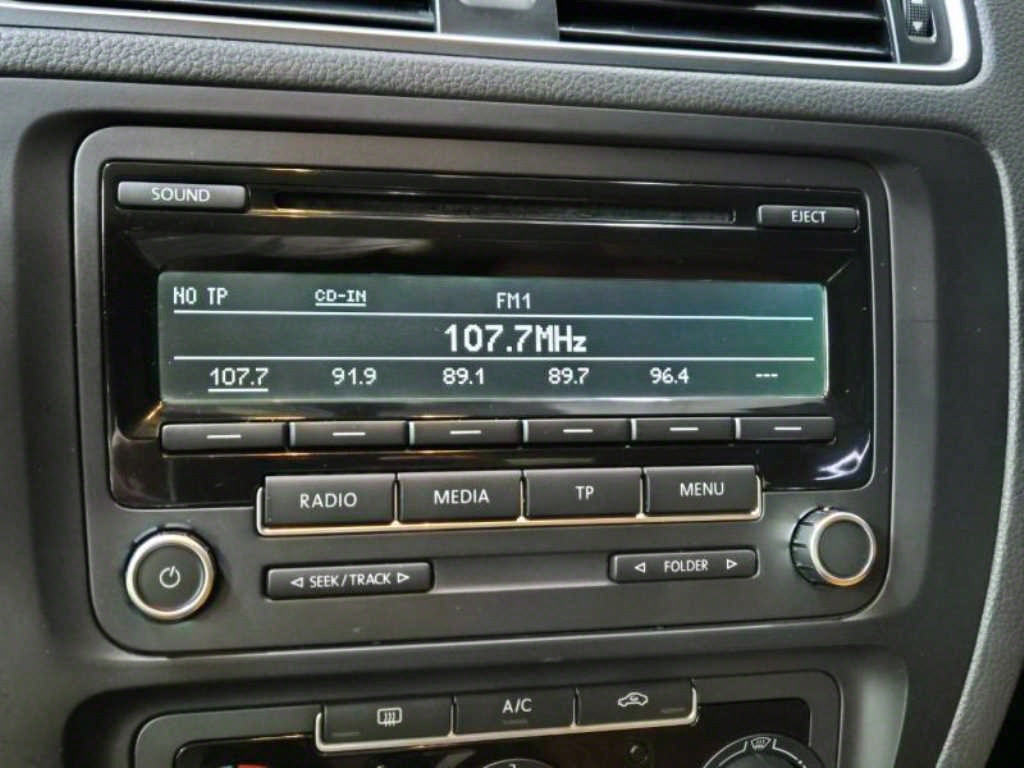 SOUND
EJECT
NO TP CD-IN FM1
107.7MHz
107.7 91.9 89.1 89.7 96.4 ---
RADIO MEDIA TP MENU
SEEK/TRACK FOLDER
A/C